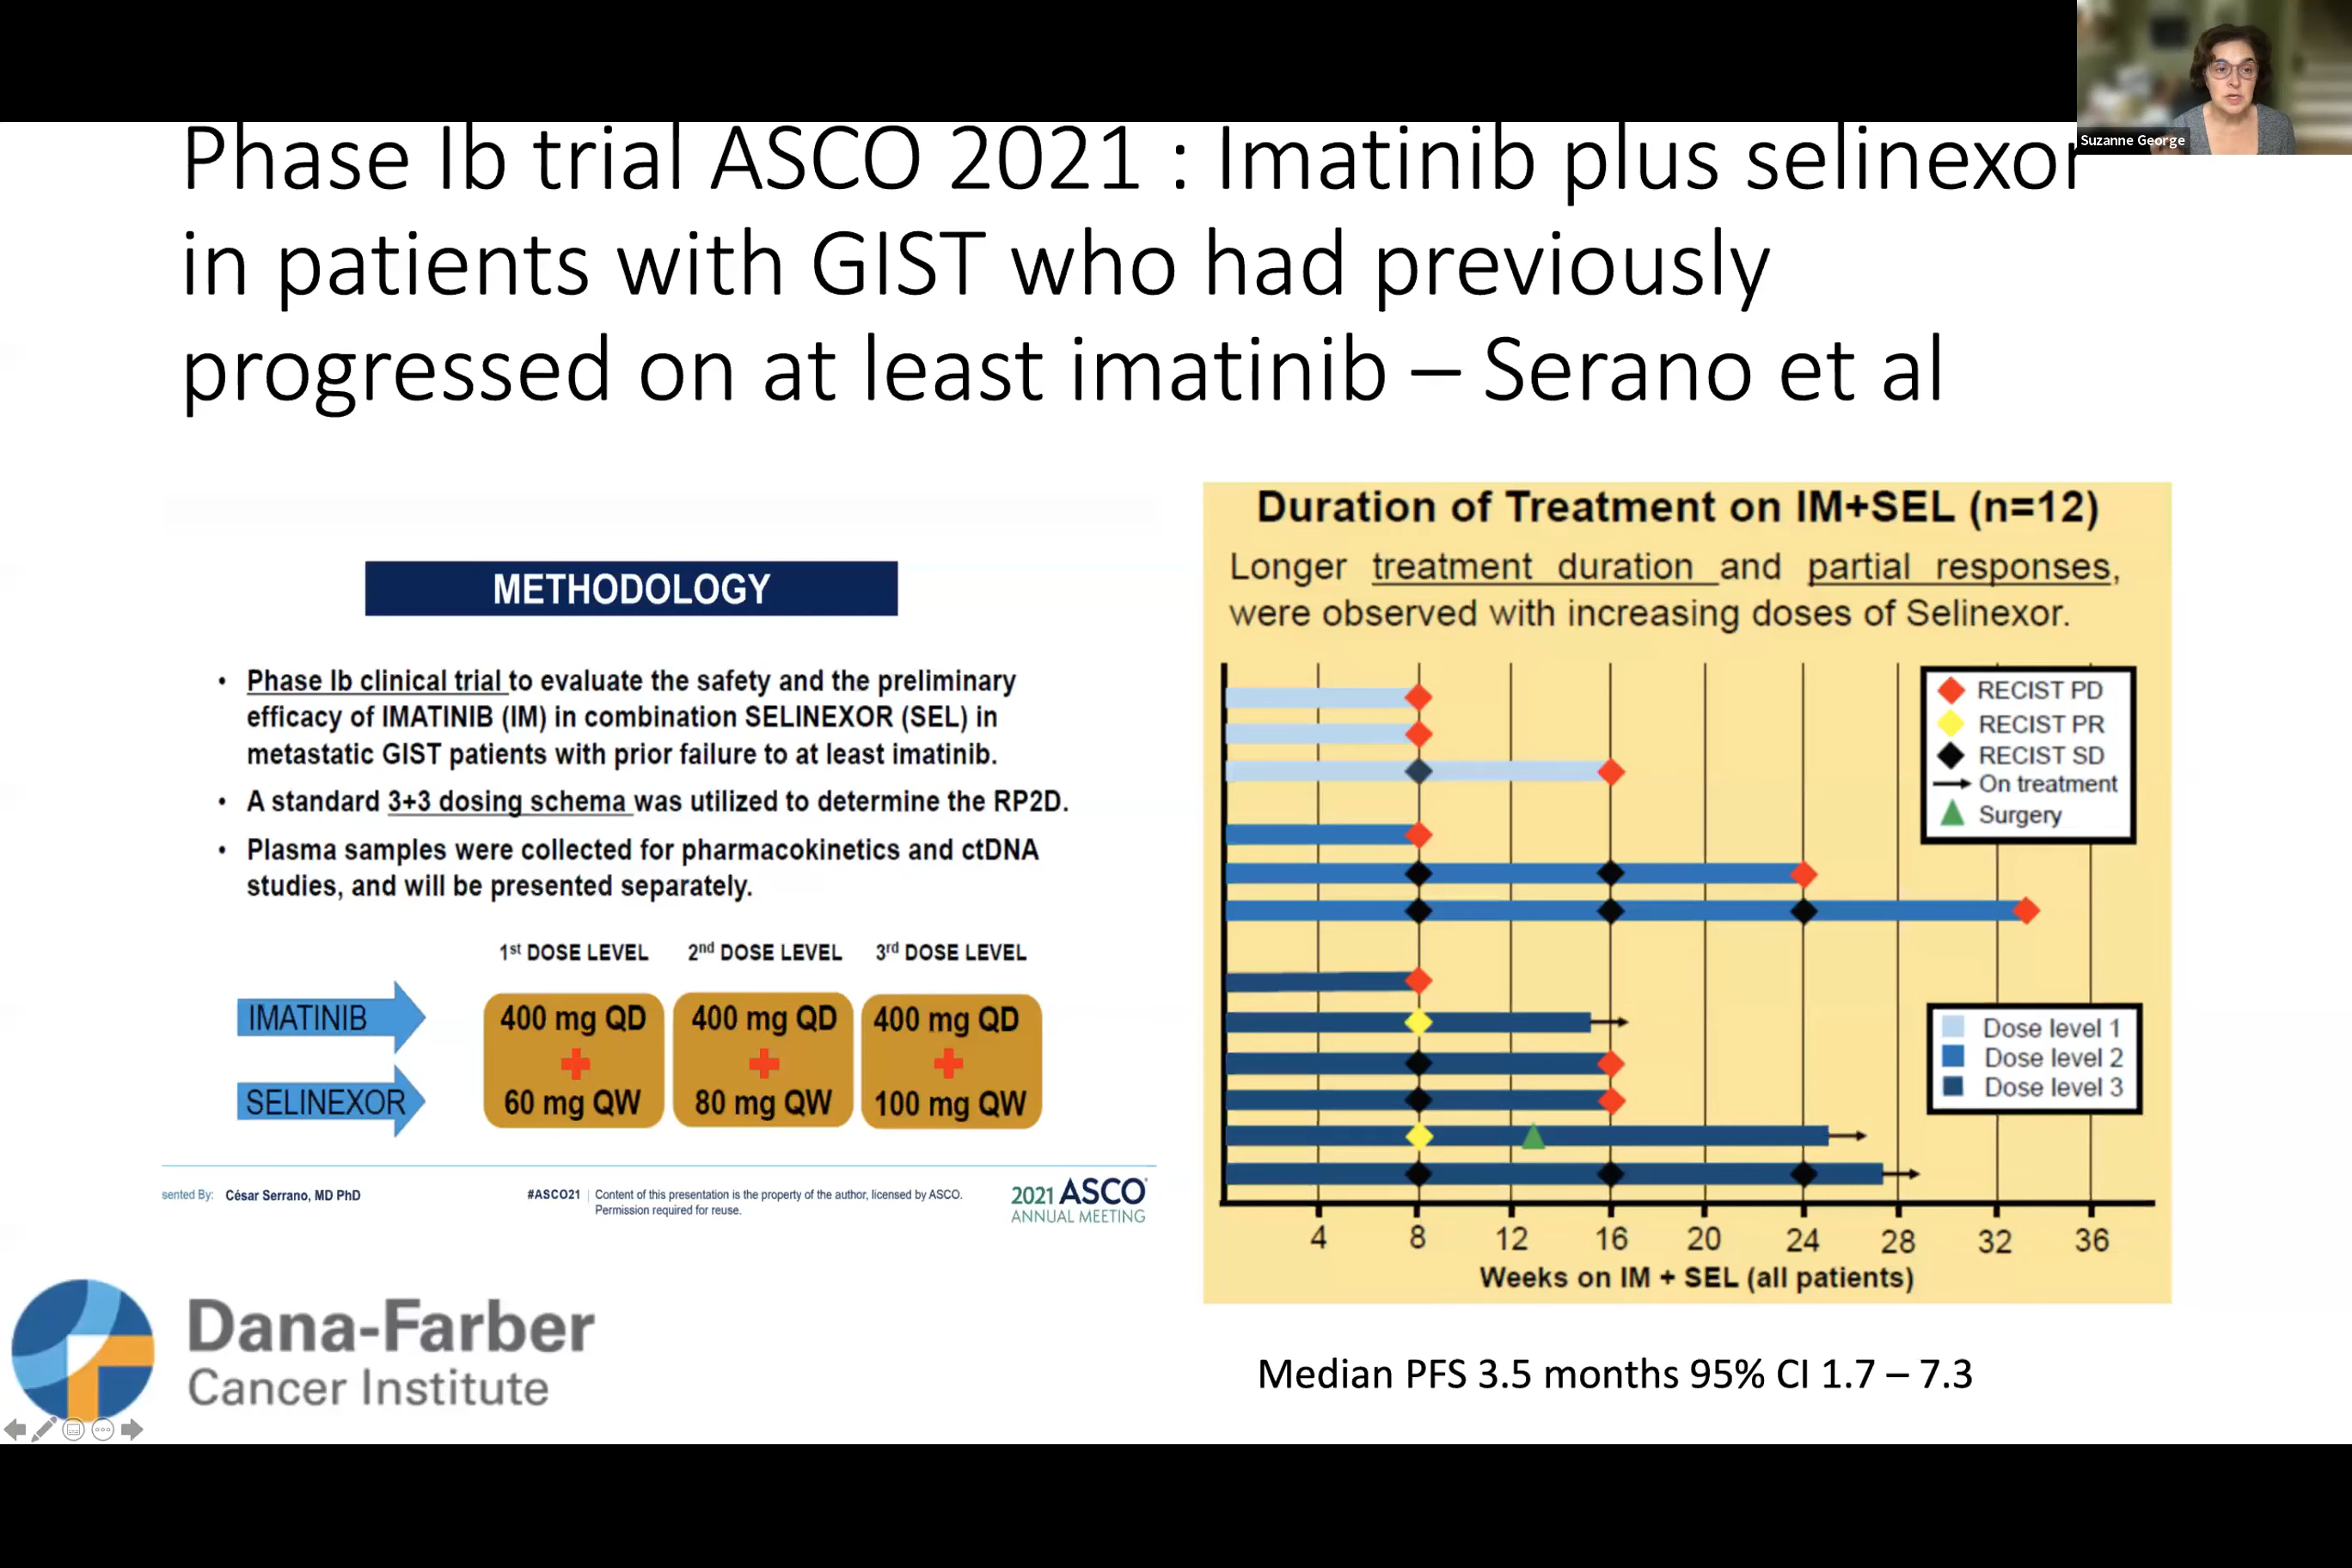 Suzanne George
Phase Ib trial ASCO 2021 : Imatinib plus selinexor
in patients with GIST who had previously
progressed on at least imatinib – Serano et al
METHODOLOGY
• Phase Ib clinical trial to evaluate the safety and the preliminary
efficacy of IMATINIB (IM) in combination SELINEXOR (SEL) in
metastatic GIST patients with prior failure to at least imatinib.
• A standard 3+3 dosing schema was utilized to determine the RP2D.
• Plasma samples were collected for pharmacokinetics and ctDNA
studies, and will be presented separately.
1st DOSE LEVEL 2nd DOSE LEVEL 3rd DOSE LEVEL
IMATINIB 400 mg QD 400 mg QD 400 mg QD
SELINEXOR 60 mg QW 80 mg QW 100 mg QW
sented By: César Serrano, MD PhD
#ASCO21 | Content of this presentation is the property of the author, licensed by ASCO.
Permission required for reuse.
2021 ASCO
ANNUAL MEETING
Duration of Treatment on IM+SEL (n=12)
Longer treatment duration and partial responses,
were observed with increasing doses of Selinexor.
RECIST PD
RECIST PR
RECIST SD
On treatment
Surgery
Dose level 1
Dose level 2
Dose level 3
4 8 12 16 20 24 28 32 36
Weeks on IM + SEL (all patients)
Median PFS 3.5 months 95% CI 1.7 – 7.3
Dana-Farber
Cancer Institute